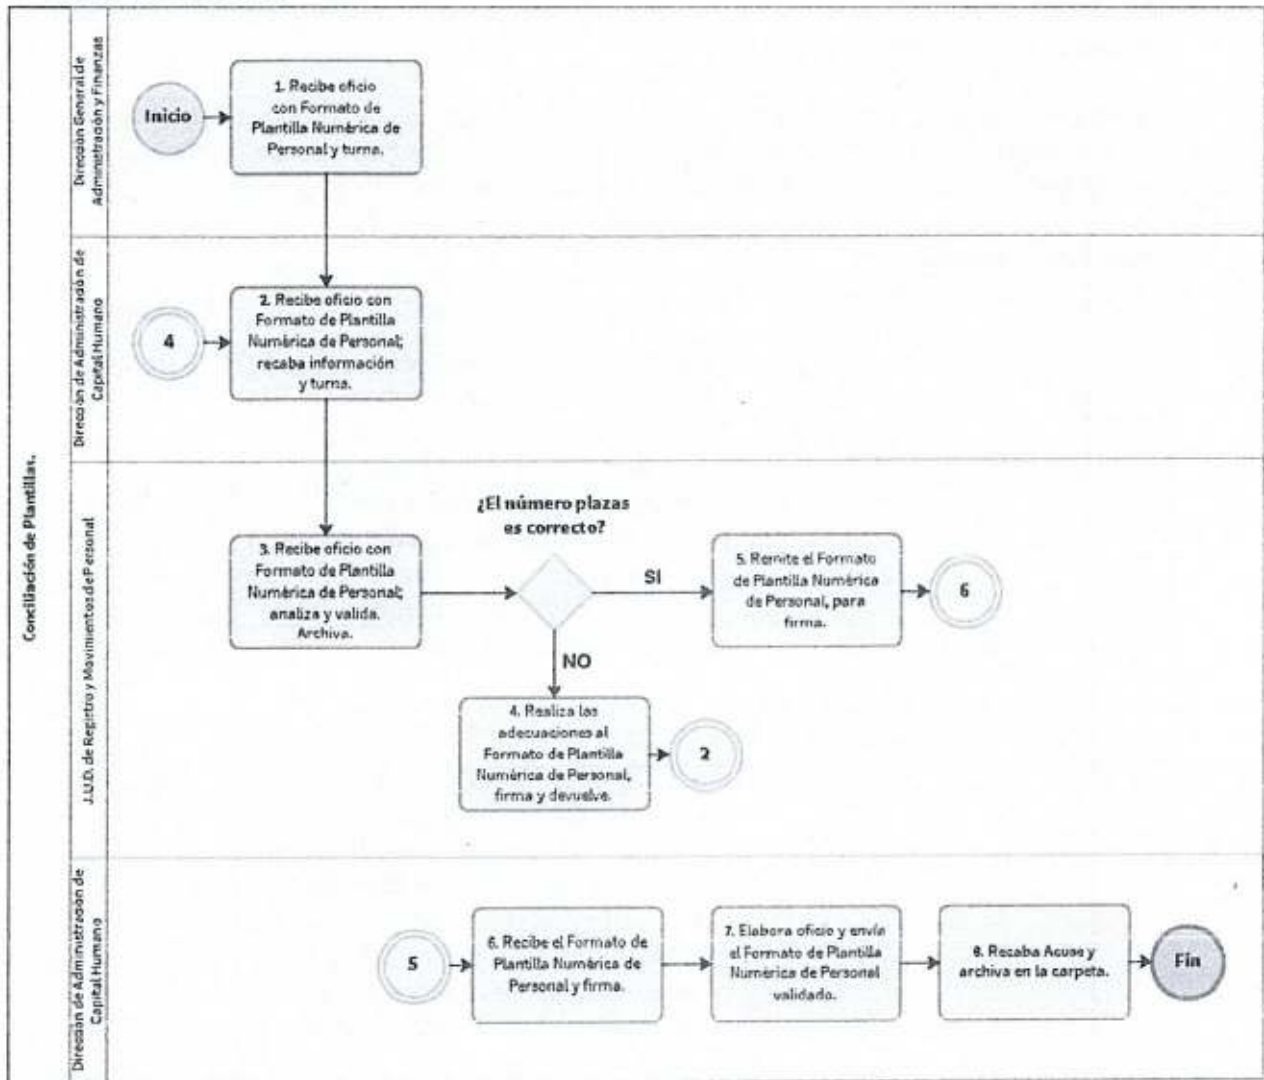 Conciliación de Plantillas.
Dirección General de
Administración y Finanzas
Inicio
1. Recibe oficio
con Formato de
Plantilla Numérica de
Personal y turna.
Dirección de Administración de
Capital Humano
4
2. Recibe oficio con
Formato de Plantilla
Numérica de Personal;
recaba información
y turna.
J.U.D. de Registro y Movimientos de Personal
3. Recibe oficio con
Formato de Plantilla
Numérica de Personal;
analiza y valida.
Archiva.
¿El número plazas
es correcto?
SI
5. Remite el Formato
de Plantilla Numérica
de Personal, para
firma.
6
NO
4. Realiza las
adecuaciones al
Formato de Plantilla
Numérica de Personal,
firma y devuelve.
2
Dirección de Administración de
Capital Humano
5
6. Recibe el Formato de
Plantilla Numérica de
Personal y firma.
7. Elabora oficio y envía
el Formato de Plantilla
Numérica de Personal
validado.
8. Recaba Acuse y
archiva en la carpeta.
Fin